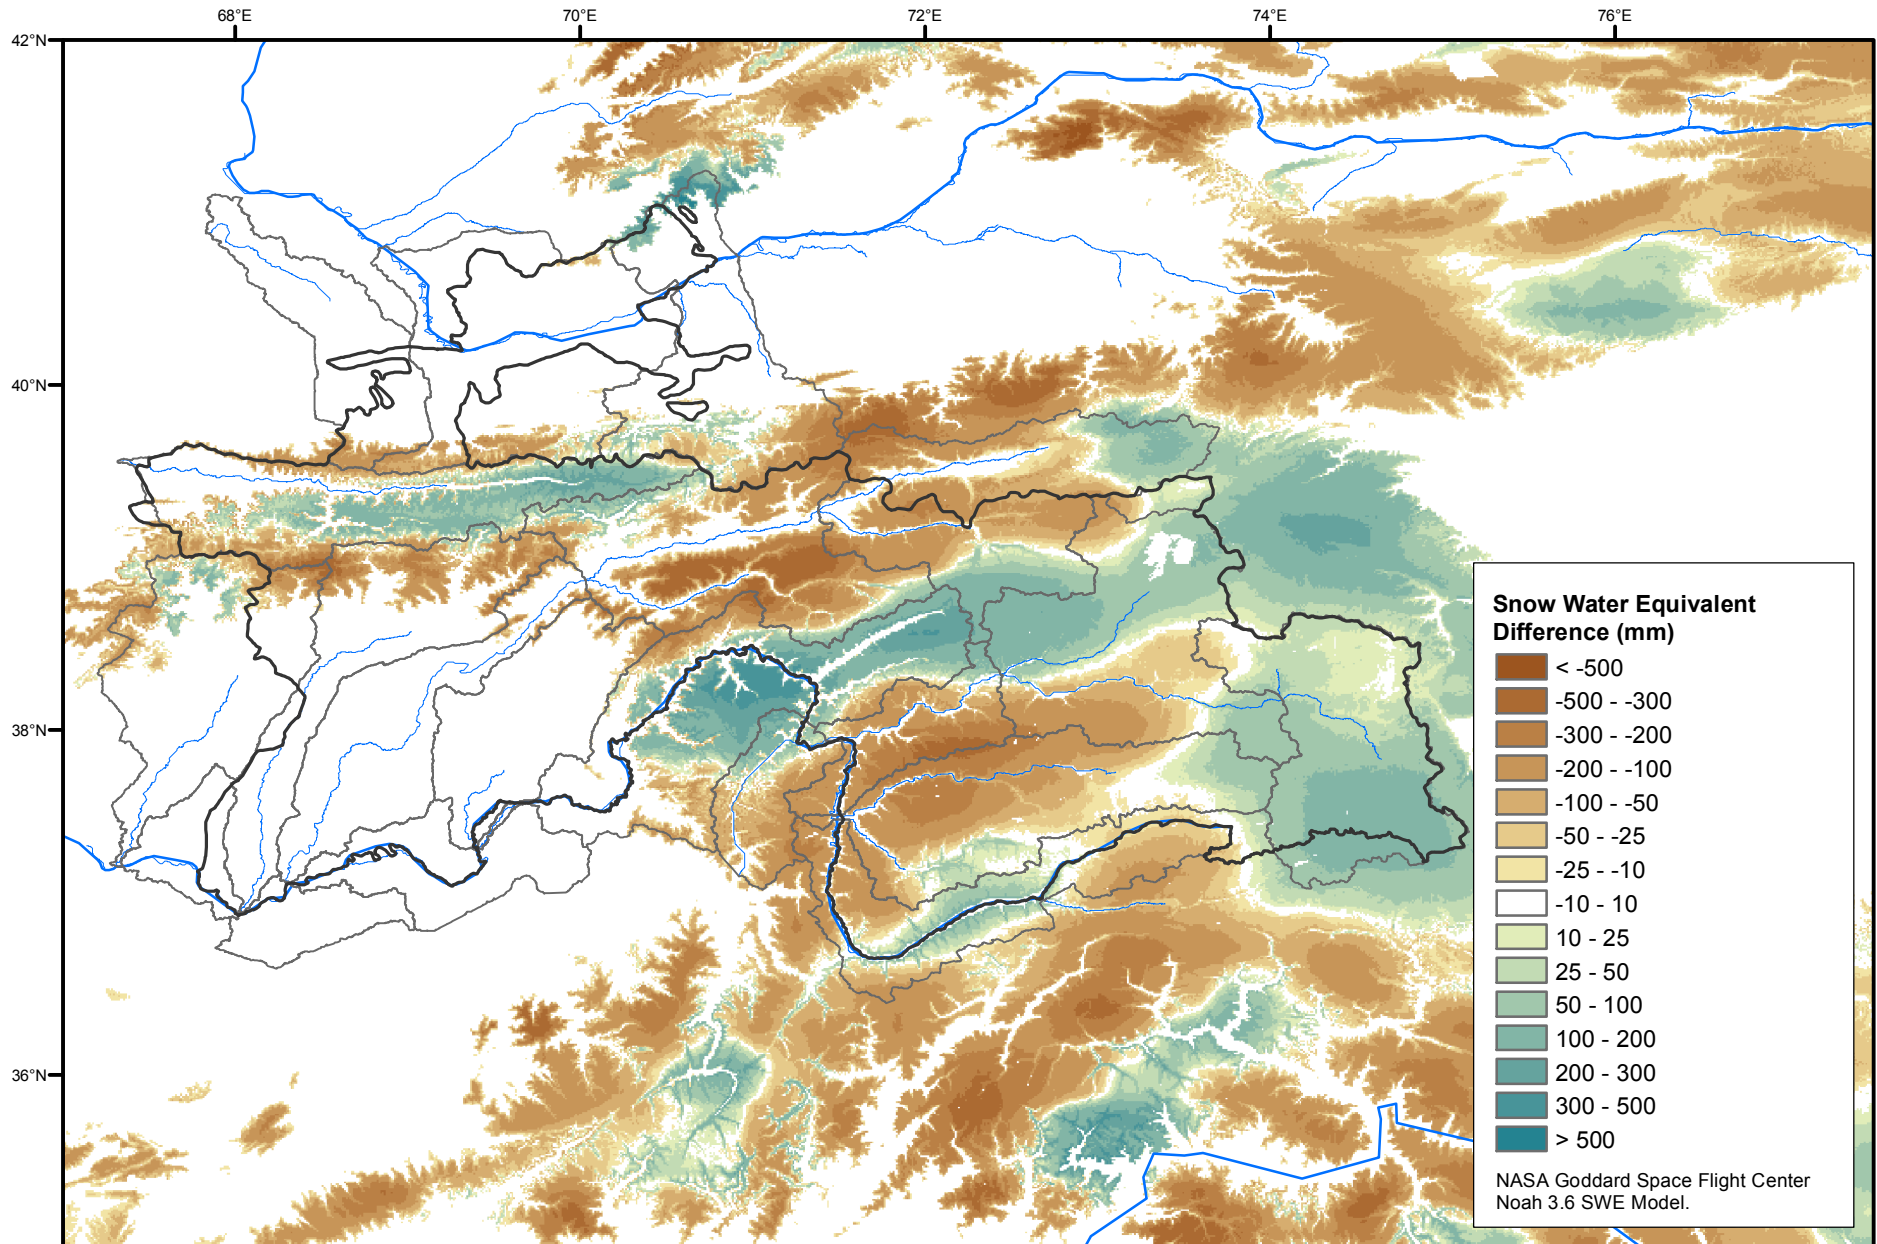 68°E
70°E
72°E
74°E
76°E
42°N
40°N
38°N
36°N
Snow Water Equivalent
Difference (mm)
< -500
-500 - -300
-300 - -200
-200 - -100
-100 - -50
-50 - -25
-25 - -10
-10 - 10
10 - 25
25 - 50
50 - 100
100 - 200
200 - 300
300 - 500
> 500
NASA Goddard Space Flight Center
Noah 3.6 SWE Model.